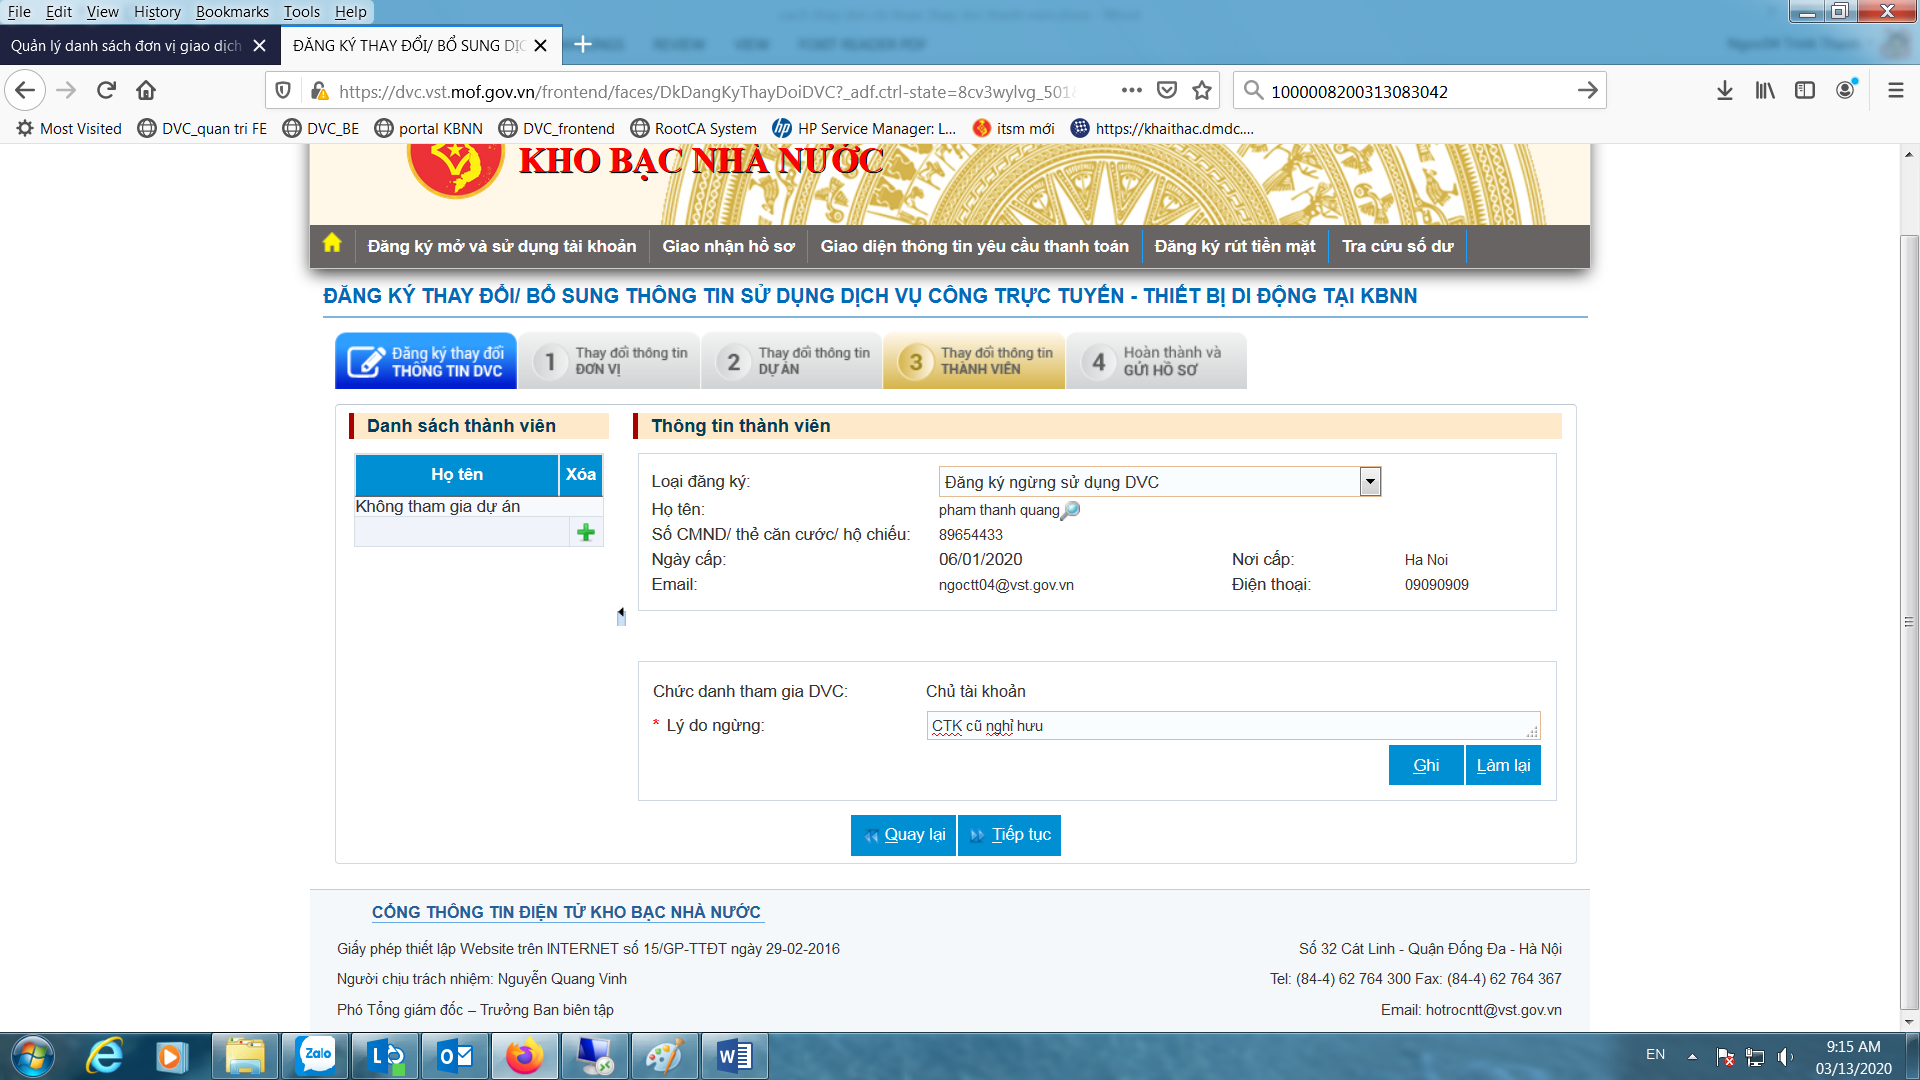 File Edit View History Bookmarks Tools Help
Quản lý danh sách đơn vị giao dịch
ĐĂNG KÝ THAY ĐỔI/ BỔ SUNG DỊC
https://dvc.vst.mof.gov.vn/frontend/faces/DkDangKyThayDoiDVC?_adf.ctrl-state=8cv3wylvg_501
1000008200313083042
Most Visited DVC_quan tri FE DVC_BE portal KBNN DVC_frontend RootCA System HP Service Manager: L... itsm mới https://khaithac.dmdc....
KHO BẠC NHÀ NƯỚC
Đăng ký mở và sử dụng tài khoản Giao nhận hồ sơ Giao diện thông tin yêu cầu thanh toán Đăng ký rút tiền mặt Tra cứu số dư
ĐĂNG KÝ THAY ĐỔI/ BỔ SUNG THÔNG TIN SỬ DỤNG DỊCH VỤ CÔNG TRỰC TUYẾN - THIẾT BỊ DI ĐỘNG TẠI KBNN
Đăng ký thay đổi
THÔNG TIN DVC
1 Thay đổi thông tin
ĐƠN VỊ
2 Thay đổi thông tin
DỰ ÁN
3 Thay đổi thông tin
THÀNH VIÊN
4 Hoàn thành và
GỬI HỒ SƠ
Danh sách thành viên
Họ tên Xóa
Không tham gia dự án
Thông tin thành viên
Loại đăng ký: Đăng ký ngừng sử dụng DVC
Họ tên: pham thanh quang
Số CMND/ thẻ căn cước/ hộ chiếu: 89654433
Ngày cấp: 06/01/2020 Nơi cấp: Ha Noi
Email: ngoctt04@vst.gov.vn Điện thoại: 09090909
Chức danh tham gia DVC: Chủ tài khoản
* Lý do ngừng: CTK cũ nghỉ hưu
Ghi Làm lại
Quay lại Tiếp tục
CỔNG THÔNG TIN ĐIỆN TỬ KHO BẠC NHÀ NƯỚC
Giấy phép thiết lập Website trên INTERNET số 15/GP-TTĐT ngày 29-02-2016
Số 32 Cát Linh - Quận Đống Đa - Hà Nội
Người chịu trách nhiệm: Nguyễn Quang Vinh
Tel: (84-4) 62 764 300 Fax: (84-4) 62 764 367
Phó Tổng giám đốc – Trưởng Ban biên tập
Email: hotrocntt@vst.gov.vn
Zalo
EN
9:15 AM
03/13/2020